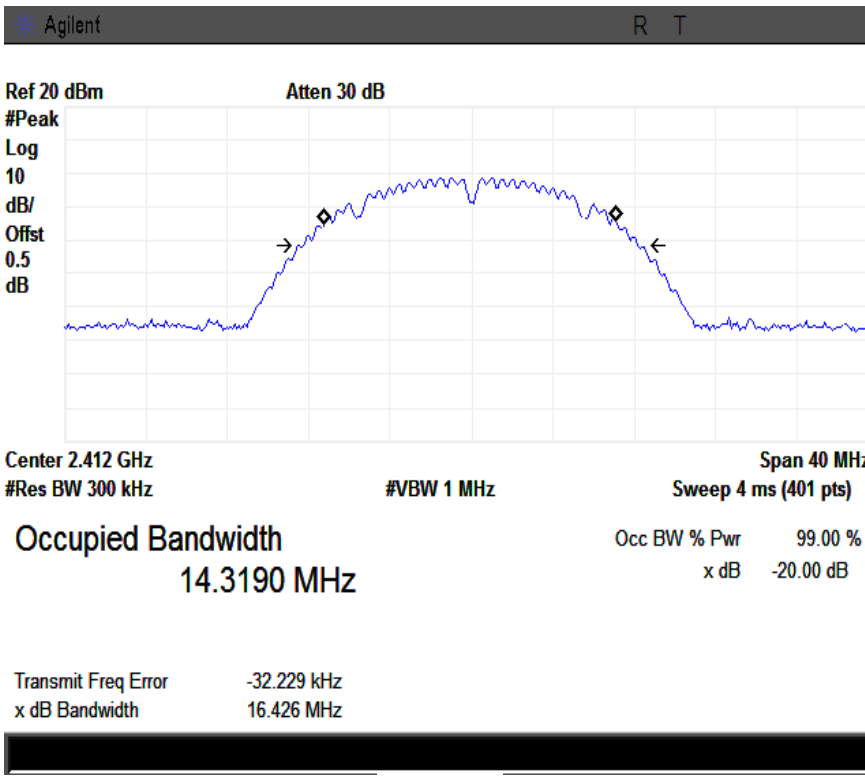 Agilent R T
Ref 20 dBm Atten 30 dB
#Peak
Log
10
dB/
Offst
0.5
dB
Center 2.412 GHz Span 40 MHz
#Res BW 300 kHz #VBW 1 MHz Sweep 4 ms (401 pts)
Occupied Bandwidth Occ BW % Pwr 99.00 %
14.3190 MHz x dB -20.00 dB
Transmit Freq Error -32.229 kHz
x dB Bandwidth 16.426 MHz